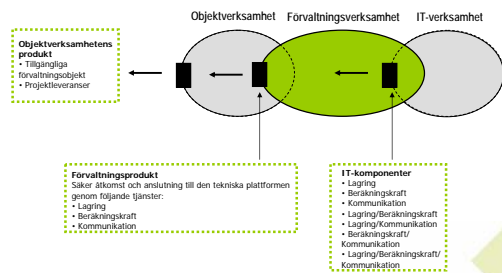 Objektverksamhet Förvaltningsverksamhet IT-verksamhet
Objektverksamhetens
produkt
• Tillgängliga
förvaltningsobjekt
• Projektleveranser
Förvaltningsprodukt
Säker åtkomst och anslutning till den tekniska plattformen
genom följande tjänster:
• Lagring
• Beräkningskraft
• Kommunikation
IT-komponenter
• Lagring
• Beräkningskraft
• Kommunikation
• Lagring/Beräkningskraft
• Lagring/Kommunikation
• Beräkningskraft/
Kommunikation
• Lagring/Beräkningskraft/
Kommunikation